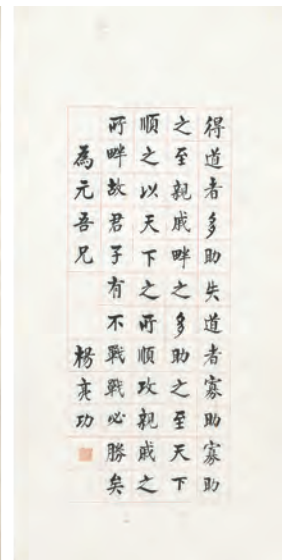 得道者多助失道者寡助寡助
之至親戚畔之多助之至天下
順之以天下之所順攻親戚之
所畔故君子有不戰戰必勝矣
為元吾兄 楊亮功